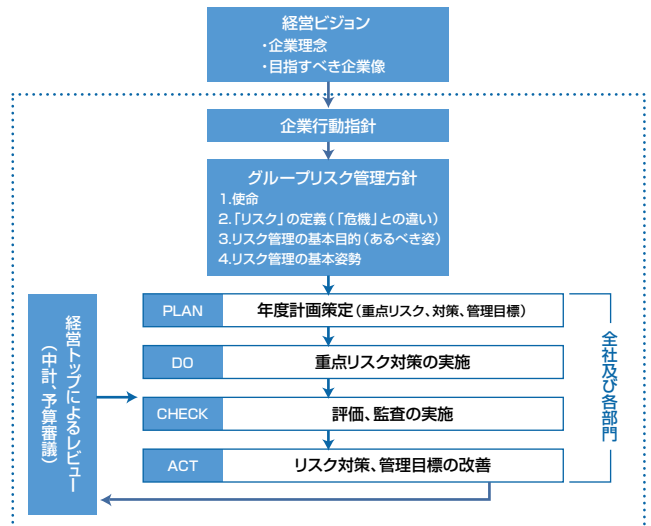 経営ビジョン
・企業理念
・目指すべき企業像
企業行動指針
グループリスク管理方針
1.使命
2.「リスク」の定義(「危機」との違い)
3.リスク管理の基本目的(あるべき姿)
4.リスク管理の基本姿勢
PLAN 年度計画策定(重点リスク、対策、管理目標)
DO 重点リスク対策の実施
CHECK 評価、監査の実施
ACT リスク対策、管理目標の改善
経営トップによるレビュー
(中計、予算審議)
全社及び各部門